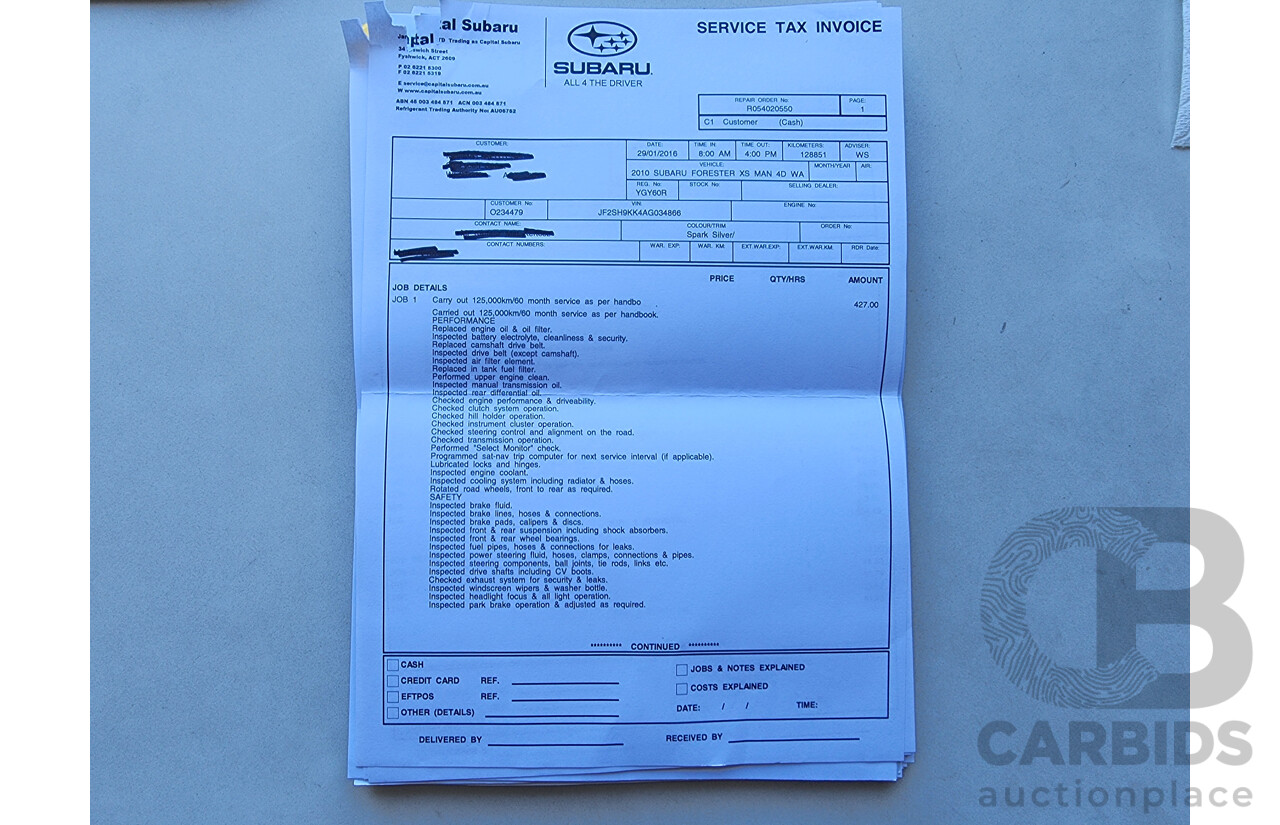 tal Subaru
TD Trading as Capital Subaru
34 wich Street
Fyshwick, ACT 2609
P 02 6221 8300
F 02 6221 8319
E service@capitalsubaru.com.au
W www.capitalsubaru.com.au
ABN 46 003 484 871 ACN 003 484 871
Refrigerant Trading Authority No: AU06782
SUBARU
ALL 4 THE DRIVER
SERVICE TAX INVOICE
REPAIR ORDER No: PAGE:
R054020550 1
C1 Customer (Cash)
CUSTOMER:
DATE: TIME IN: TIME OUT: KILOMETERS: ADVISER:
29/01/2016 8:00 AM 4:00 PM 128851 WS
VEHICLE: MONTH/YEAR AIR:
2010 SUBARU FORESTER XS MAN 4D WA
REG. No: STOCK No: SELLING DEALER:
YGY60R
CUSTOMER No: VIN: ENGINE No:
O234479 JF2SH9KK4AG034866
CONTACT NAME: COLOUR/TRIM ORDER No:
Spark Silver/
CONTACT NUMBERS: WAR. EXP: WAR. KM: EXT.WAR.EXP: EXT.WAR.KM: RDR Date:
PRICE QTY/HRS AMOUNT
JOB DETAILS
JOB 1 Carry out 125,000km/60 month service as per handbo 427.00
Carried out 125,000km/60 month service as per handbook.
PERFORMANCE
Replaced engine oil & oil filter.
Inspected battery electrolyte, cleanliness & security.
Replaced camshaft drive belt.
Inspected drive belt (except camshaft).
Inspected air filter element.
Replaced in tank fuel filter.
Performed upper engine clean.
Inspected manual transmission oil.
Inspected rear differential oil.
Checked engine performance & driveability.
Checked clutch system operation.
Checked hill holder operation.
Checked instrument cluster operation.
Checked steering control and alignment on the road.
Checked transmission operation.
Performed "Select Monitor" check.
Programmed sat-nav trip computer for next service interval (if applicable).
Lubricated locks and hinges.
Inspected engine coolant.
Inspected cooling system including radiator & hoses.
Rotated road wheels, front to rear as required.
SAFETY
Inspected brake fluid.
Inspected brake lines, hoses & connections.
Inspected brake pads, calipers & discs.
Inspected front & rear suspension including shock absorbers.
Inspected front & rear wheel bearings.
Inspected fuel pipes, hoses & connections for leaks.
Inspected power steering fluid, hoses, clamps, connections & pipes.
Inspected steering components, ball joints, tie rods, links etc.
Inspected drive shafts including CV boots.
Checked exhaust system for security & leaks.
Inspected windscreen wipers & washer bottle.
Inspected headlight focus & all light operation.
Inspected park brake operation & adjusted as required.
********** CONTINUED **********
CASH
CREDIT CARD REF.
EFTPOS REF.
OTHER (DETAILS)
JOBS & NOTES EXPLAINED
COSTS EXPLAINED
DATE: / / TIME:
DELIVERED BY RECEIVED BY
CB
CARBIDS
auctionplace